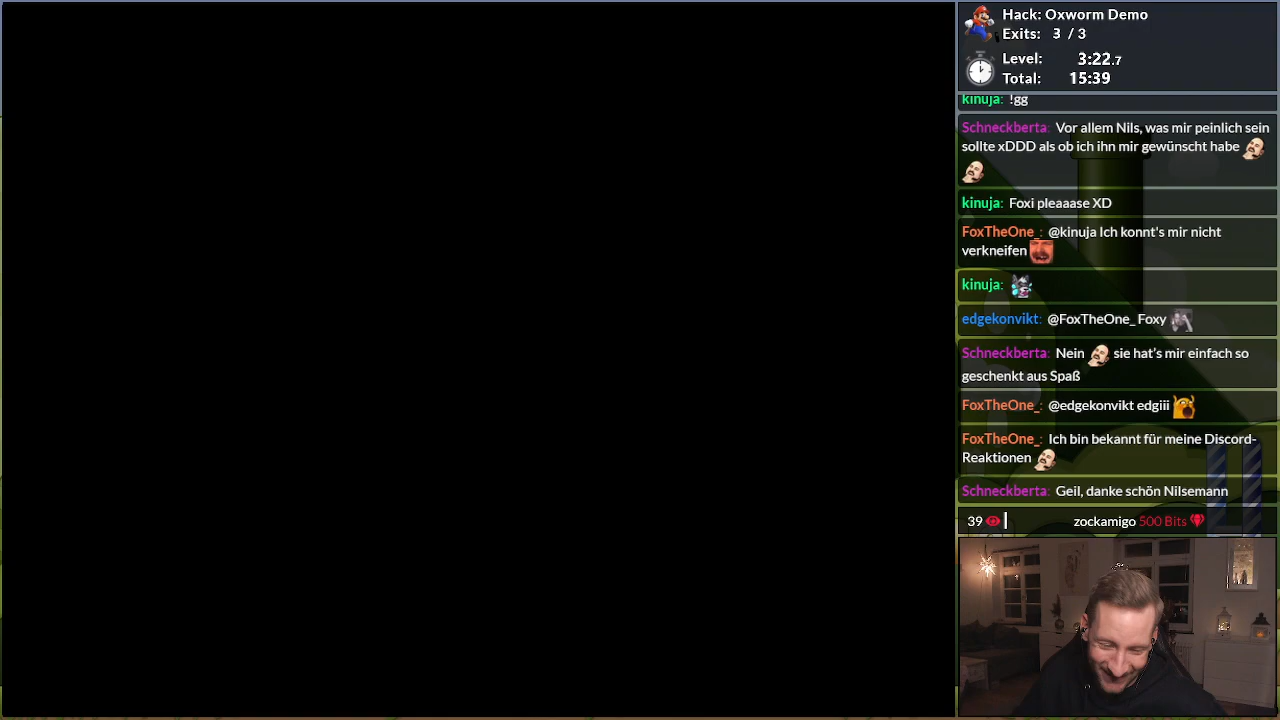 Hack: Oxworm Demo
Exits: 3 / 3
Level: 3:22.7
Total: 15:39
kinuja: !gg
Schneckberta: Vor allem Nils, was mir peinlich sein
sollte xDDD als ob ich ihn mir gewünscht habe
kinuja: Foxi pleaaase XD
FoxTheOne_: @kinuja Ich konnt's mir nicht
verkneifen
kinuja:
edgekonvikt: @FoxTheOne_ Foxy
Schneckberta: Nein sie hat's mir einfach so
geschenkt aus Spaß
FoxTheOne_: @edgekonvikt edgiii
FoxTheOne_: Ich bin bekannt für meine Discord-
Reaktionen
Schneckberta: Geil, danke schön Nilsemann
39 zockamigo 500 Bits